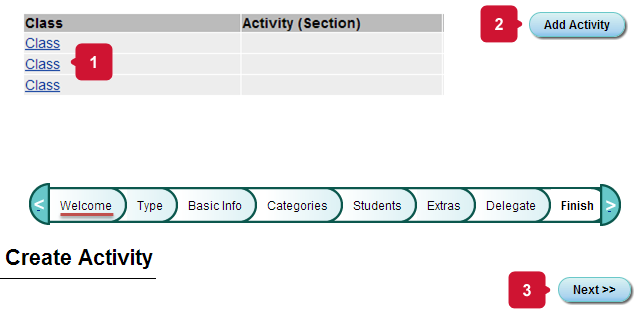 Class Activity (Section)
Class
Class
Class
1
2 Add Activity
< Welcome Type Basic Info Categories Students Extras Delegate Finish >
Create Activity
3 Next >>